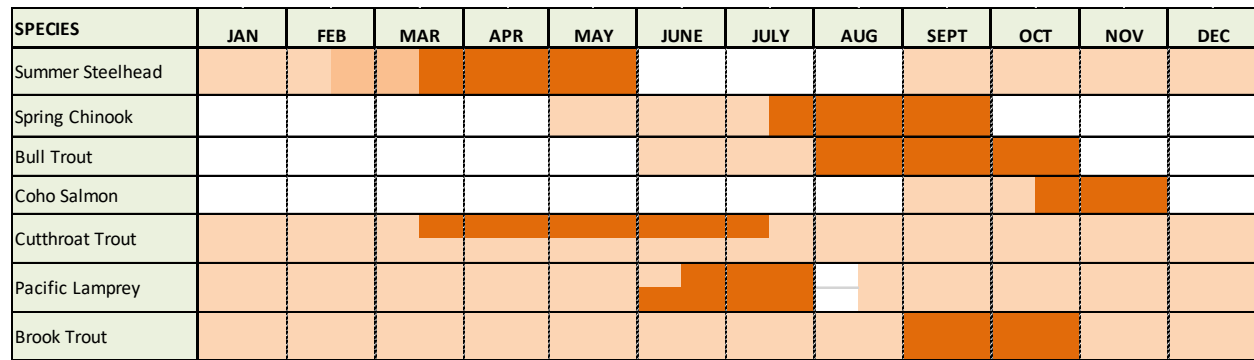 SPECIES JAN FEB MAR APR MAY JUNE JULY AUG SEPT OCT NOV DEC
Summer Steelhead
Spring Chinook
Bull Trout
Coho Salmon
Cutthroat Trout
Pacific Lamprey
Brook Trout